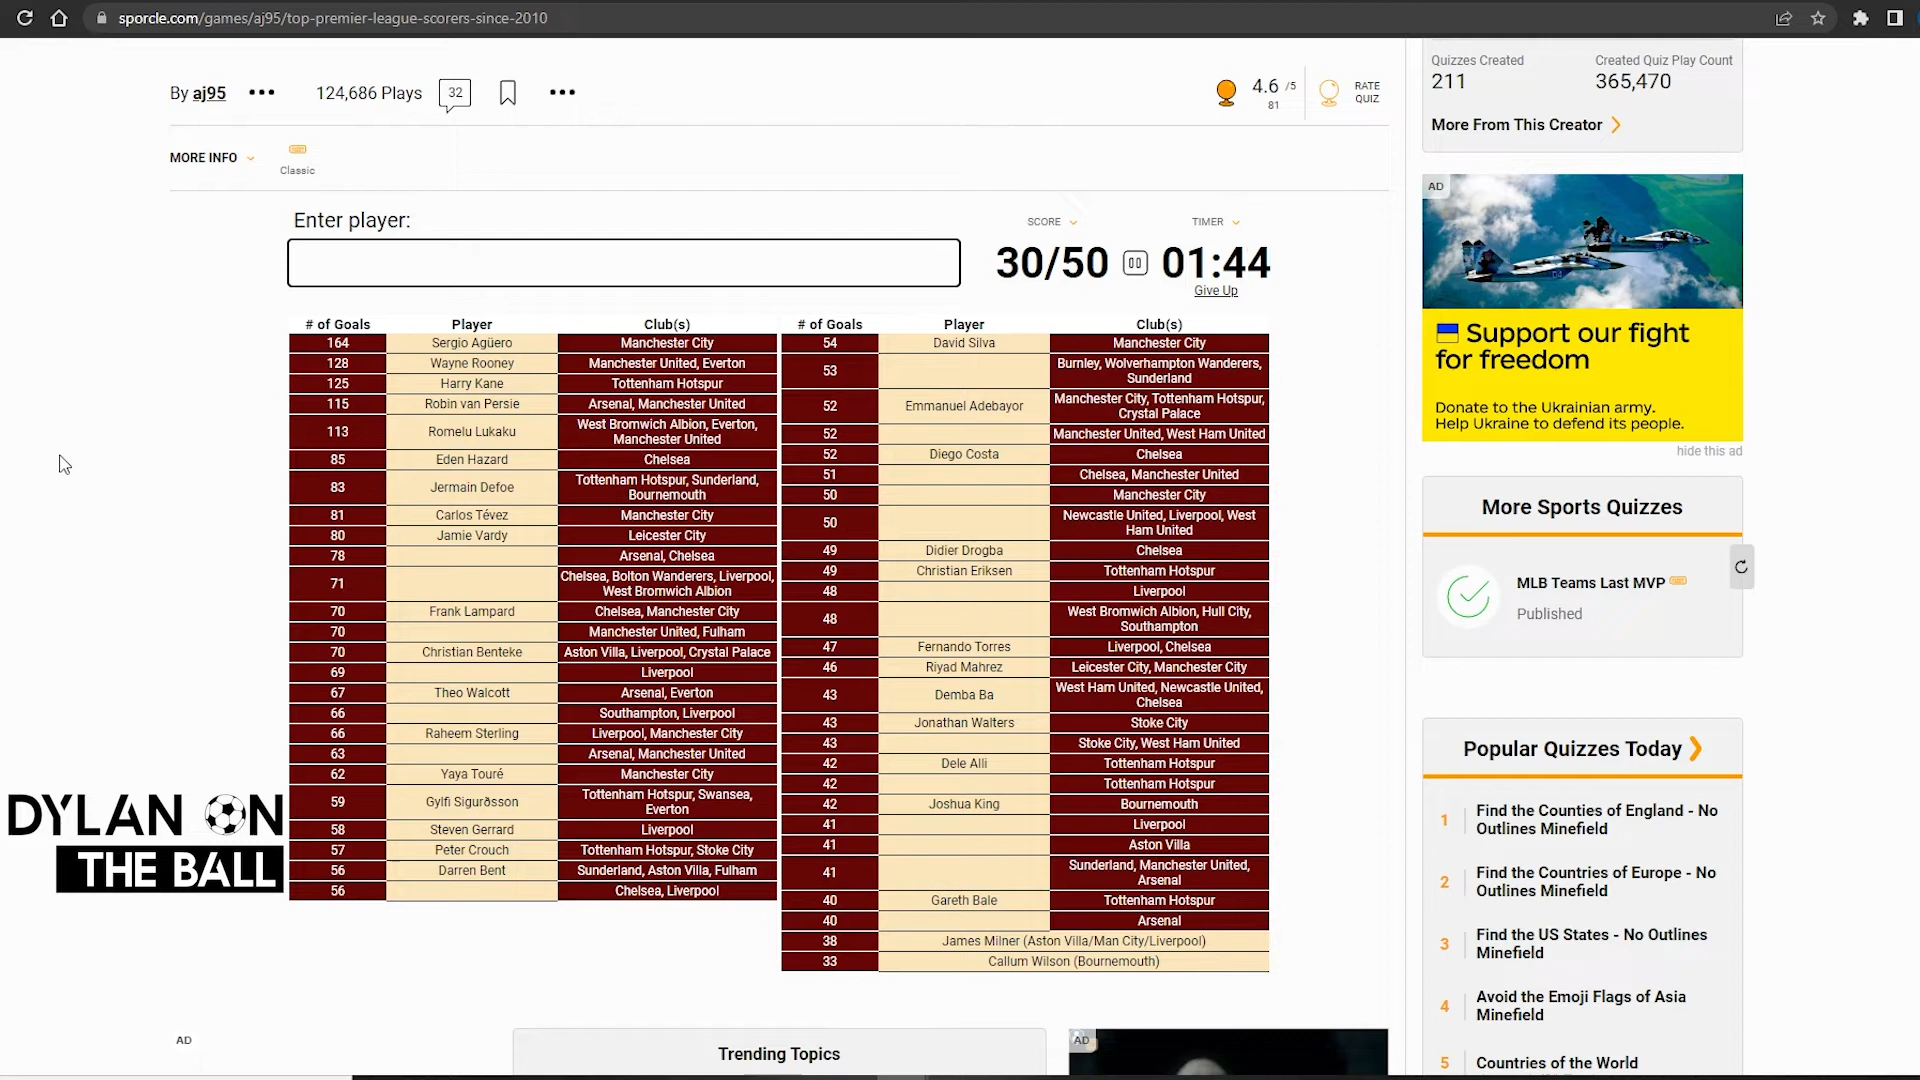 sporcle.com/games/aj95/top-premier-league-scorers-since-2010
By aj95 ••• 124,686 Plays 32 •••
4.6 /5
81
RATE
QUIZ
MORE INFO
Classic
Enter player:
SCORE
TIMER
30/50 01:44
Give Up
# of Goals Player Club(s)
164 Sergio Agüero Manchester City
128 Wayne Rooney Manchester United, Everton
125 Harry Kane Tottenham Hotspur
115 Robin van Persie Arsenal, Manchester United
113 Romelu Lukaku West Bromwich Albion, Everton,
Manchester United
85 Eden Hazard Chelsea
83 Jermain Defoe Tottenham Hotspur, Sunderland,
Bournemouth
81 Carlos Tévez Manchester City
80 Jamie Vardy Leicester City
78 Arsenal, Chelsea
71 Chelsea, Bolton Wanderers, Liverpool,
West Bromwich Albion
70 Frank Lampard Chelsea, Manchester City
70 Manchester United, Fulham
70 Christian Benteke Aston Villa, Liverpool, Crystal Palace
69 Liverpool
67 Theo Walcott Arsenal, Everton
66 Southampton, Liverpool
66 Raheem Sterling Liverpool, Manchester City
63 Arsenal, Manchester United
62 Yaya Touré Manchester City
59 Gylfi Sigurðsson Tottenham Hotspur, Swansea,
Everton
58 Steven Gerrard Liverpool
57 Peter Crouch Tottenham Hotspur, Stoke City
56 Darren Bent Sunderland, Aston Villa, Fulham
56 Chelsea, Liverpool
# of Goals Player Club(s)
54 David Silva Manchester City
53 Burnley, Wolverhampton Wanderers,
Sunderland
52 Emmanuel Adebayor Manchester City, Tottenham Hotspur,
Crystal Palace
52 Manchester United, West Ham United
52 Diego Costa Chelsea
51 Chelsea, Manchester United
50 Manchester City
50 Newcastle United, Liverpool, West
Ham United
49 Didier Drogba Chelsea
49 Christian Eriksen Tottenham Hotspur
48 Liverpool
48 West Bromwich Albion, Hull City,
Southampton
47 Fernando Torres Liverpool, Chelsea
46 Riyad Mahrez Leicester City, Manchester City
43 Demba Ba West Ham United, Newcastle United,
Chelsea
43 Jonathan Walters Stoke City
43 Stoke City, West Ham United
42 Dele Alli Tottenham Hotspur
42 Tottenham Hotspur
42 Joshua King Bournemouth
41 Liverpool
41 Aston Villa
41 Sunderland, Manchester United,
Arsenal
40 Gareth Bale Tottenham Hotspur
40 Arsenal
38 James Milner (Aston Villa/Man City/Liverpool)
33 Callum Wilson (Bournemouth)
DYLAN ON
THE BALL
AD
Trending Topics
AD
Quizzes Created Created Quiz Play Count
211 365,470
More From This Creator
AD
Support our fight
for freedom
Donate to the Ukrainian army.
Help Ukraine to defend its people.
hide this ad
More Sports Quizzes
MLB Teams Last MVP
Published
Popular Quizzes Today
1 Find the Counties of England - No
Outlines Minefield
2 Find the Countries of Europe - No
Outlines Minefield
3 Find the US States - No Outlines
Minefield
4 Avoid the Emoji Flags of Asia
Minefield
5 Countries of the World